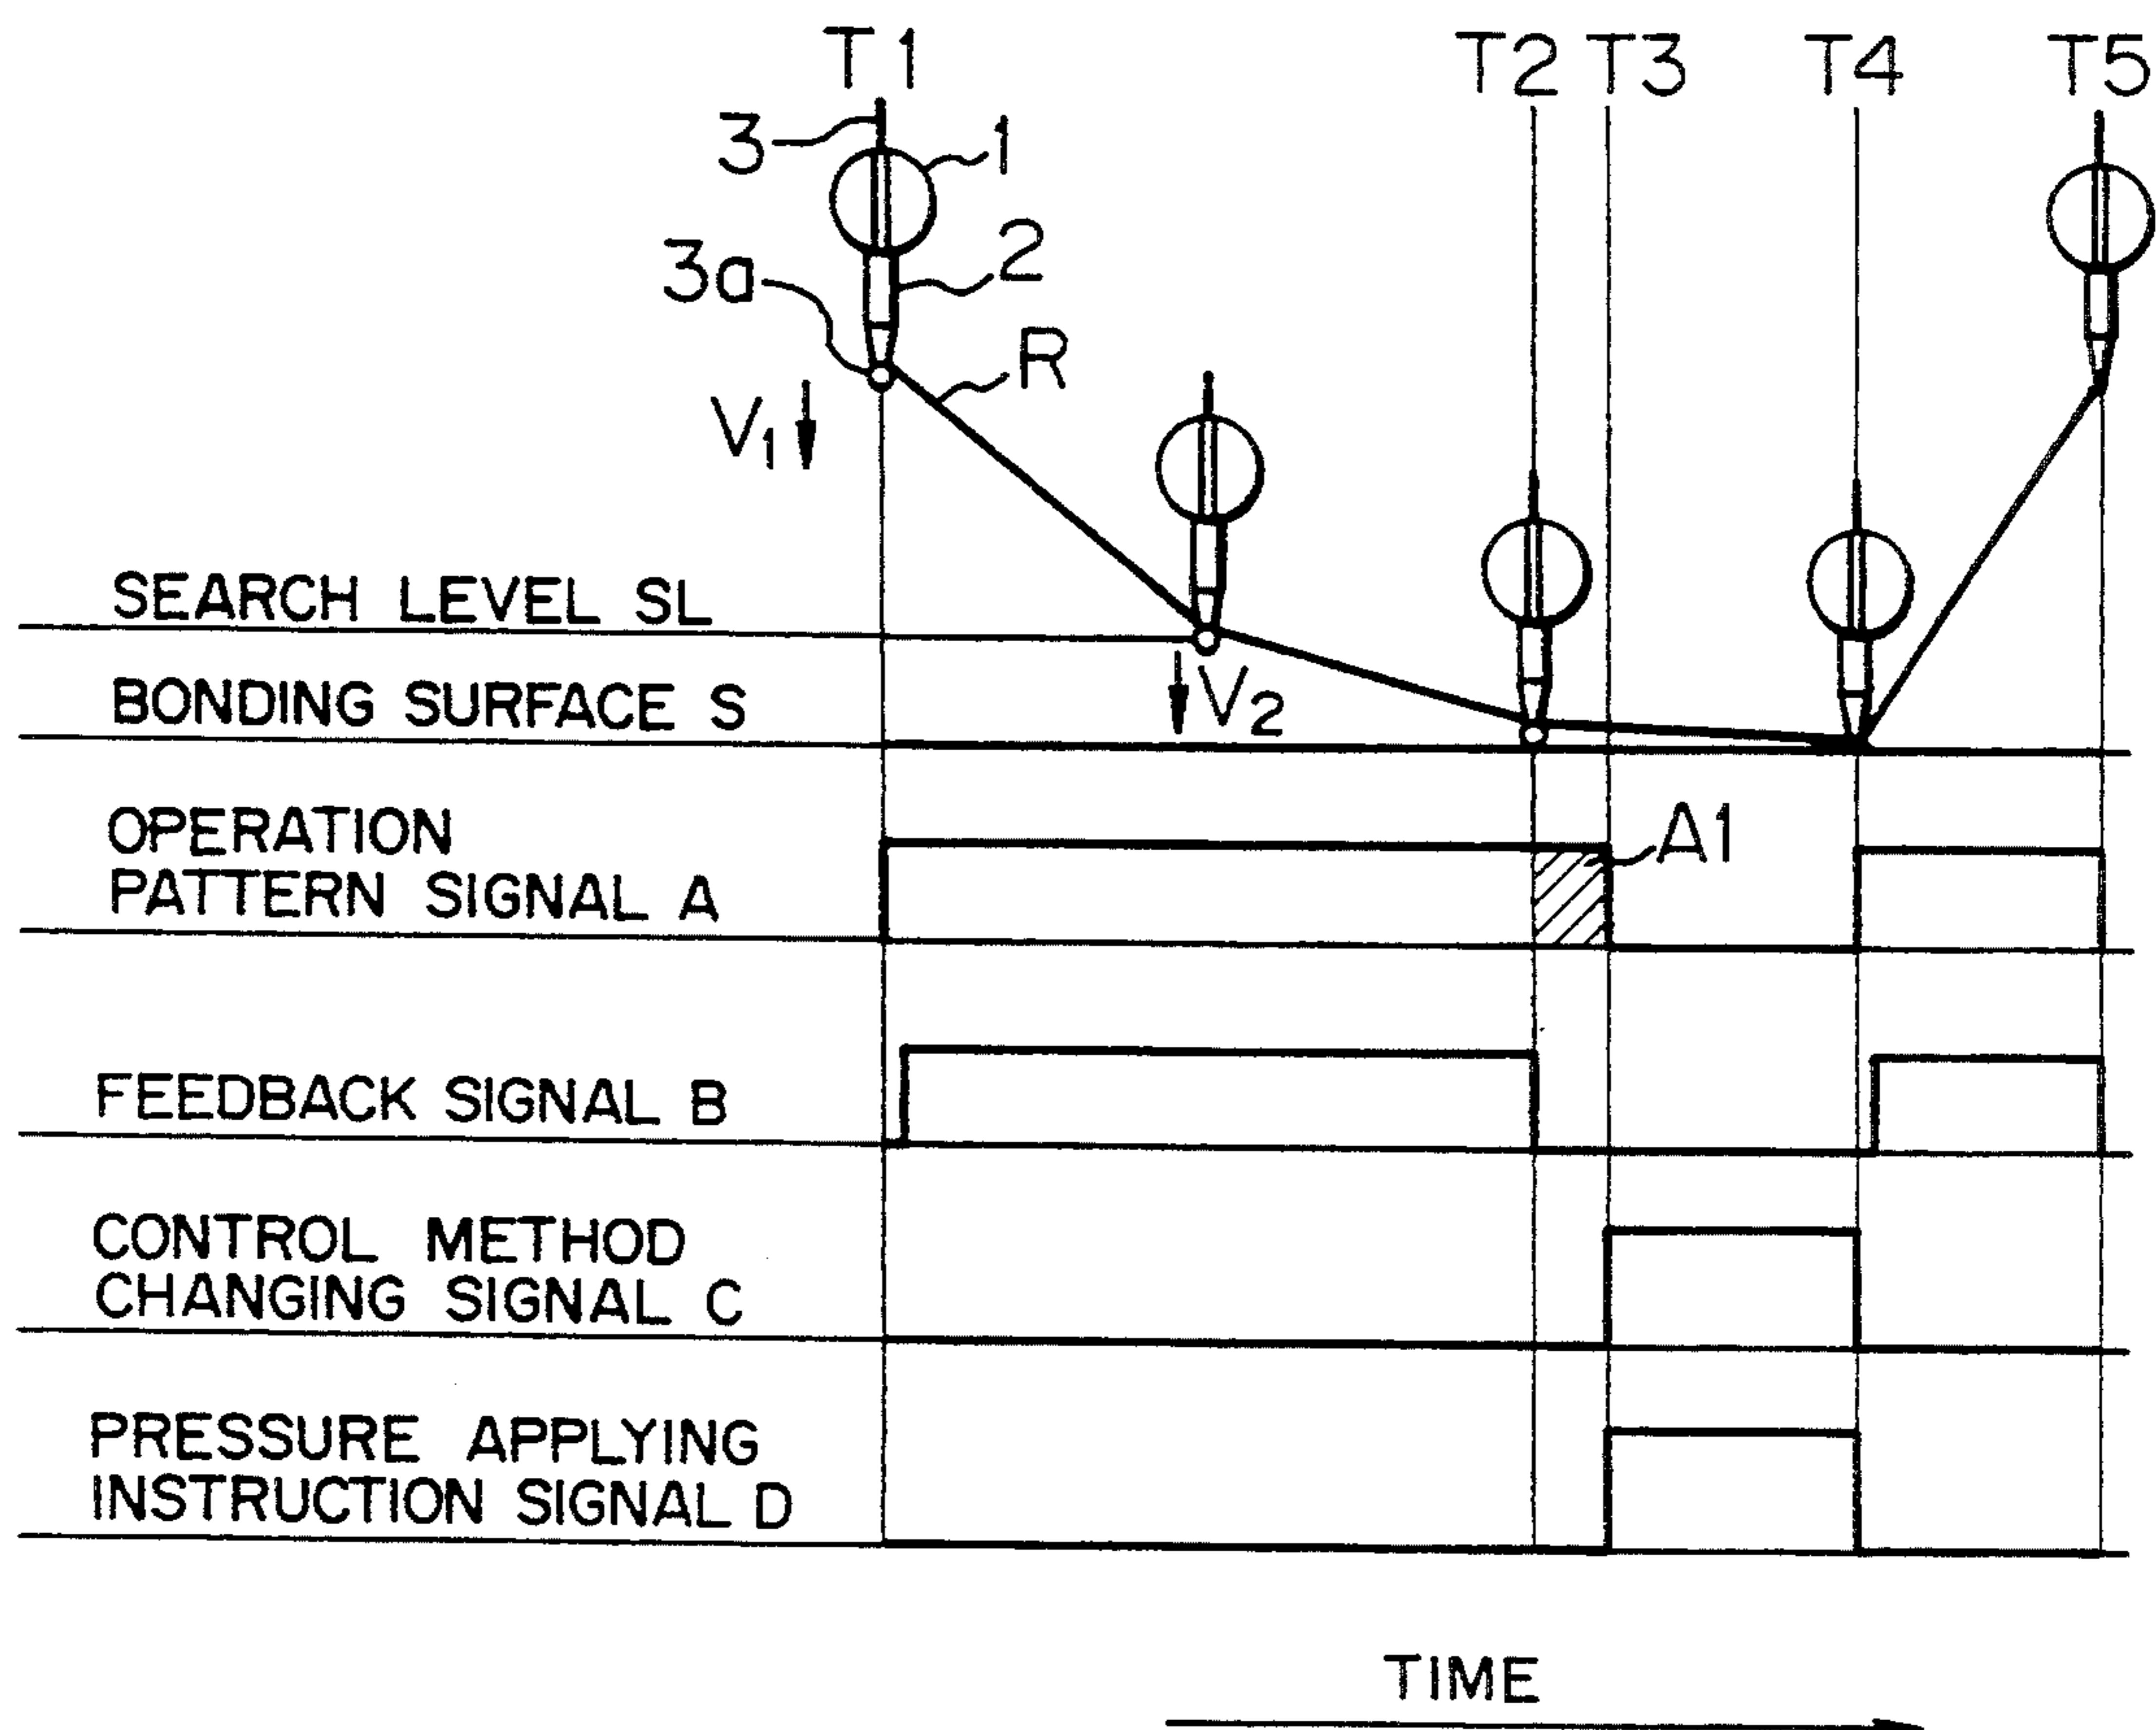 T1
T2
T3
T4
T5
3
1
2
3a
R
V1
SEARCH LEVEL SL
V2
BONDING SURFACE S
OPERATION
PATTERN SIGNAL A
A1
FEEDBACK SIGNAL B
CONTROL METHOD
CHANGING SIGNAL C
PRESSURE APPLYING
INSTRUCTION SIGNAL D
TIME